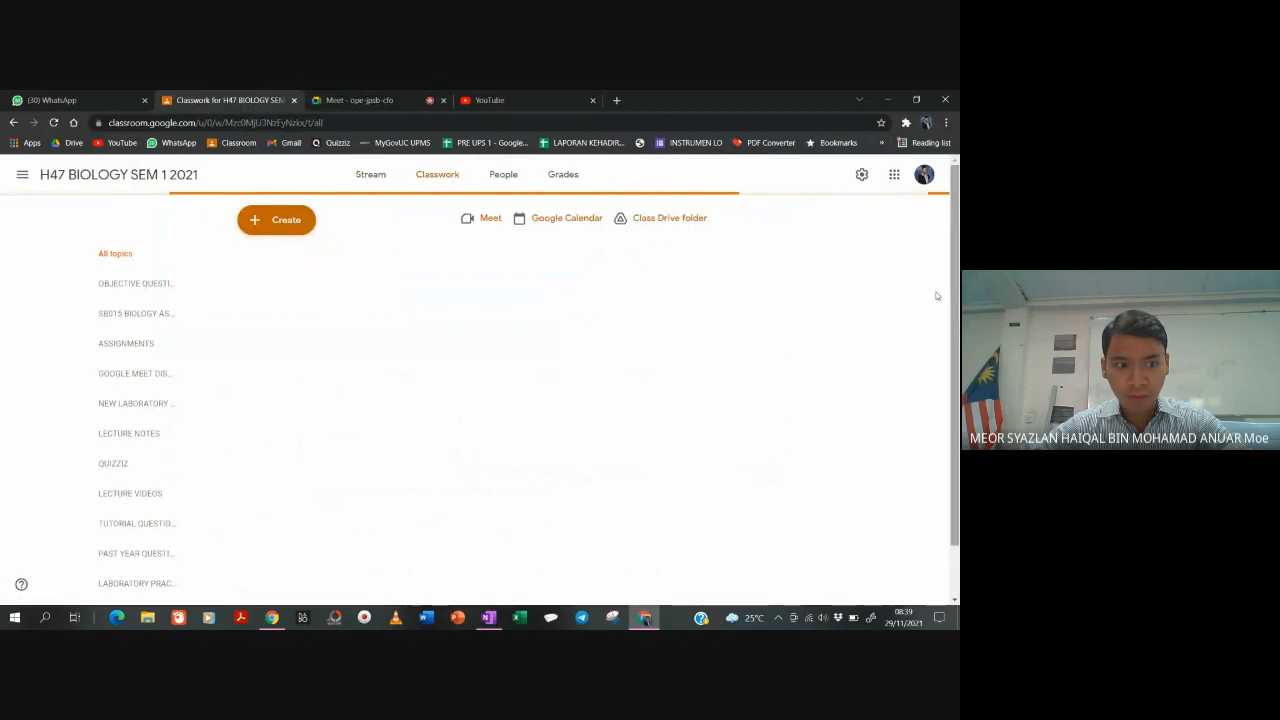 (30) WhatsApp
Classwork for H47 BIOLOGY SEM
Meet - ope-jpsb-cfo
YouTube
classroom.google.com/u/0/w/Mzc0MjU3NzEyNzkx/t/all
Apps
Drive
YouTube
WhatsApp
Classroom
Gmail
Quizziz
MyGovUC UPMS
PRE UPS 1 - Google...
LAPORAN KEHADIR...
INSTRUMEN LO
PDF Converter
Bookmarks
»
Reading list
H47 BIOLOGY SEM 1 2021
Stream
Classwork
People
Grades
+ Create
Meet
Google Calendar
Class Drive folder
All topics
OBJECTIVE QUESTI...
SB015 BIOLOGY AS...
ASSIGNMENTS
GOOGLE MEET DIS...
NEW LABORATORY ...
LECTURE NOTES
QUIZZIZ
LECTURE VIDEOS
TUTORIAL QUESTIO...
PAST YEAR QUESTI...
LABORATORY PRAC...
25°C
08:39
29/11/2021
MEOR SYAZLAN HAIQAL BIN MOHAMAD ANUAR Moe